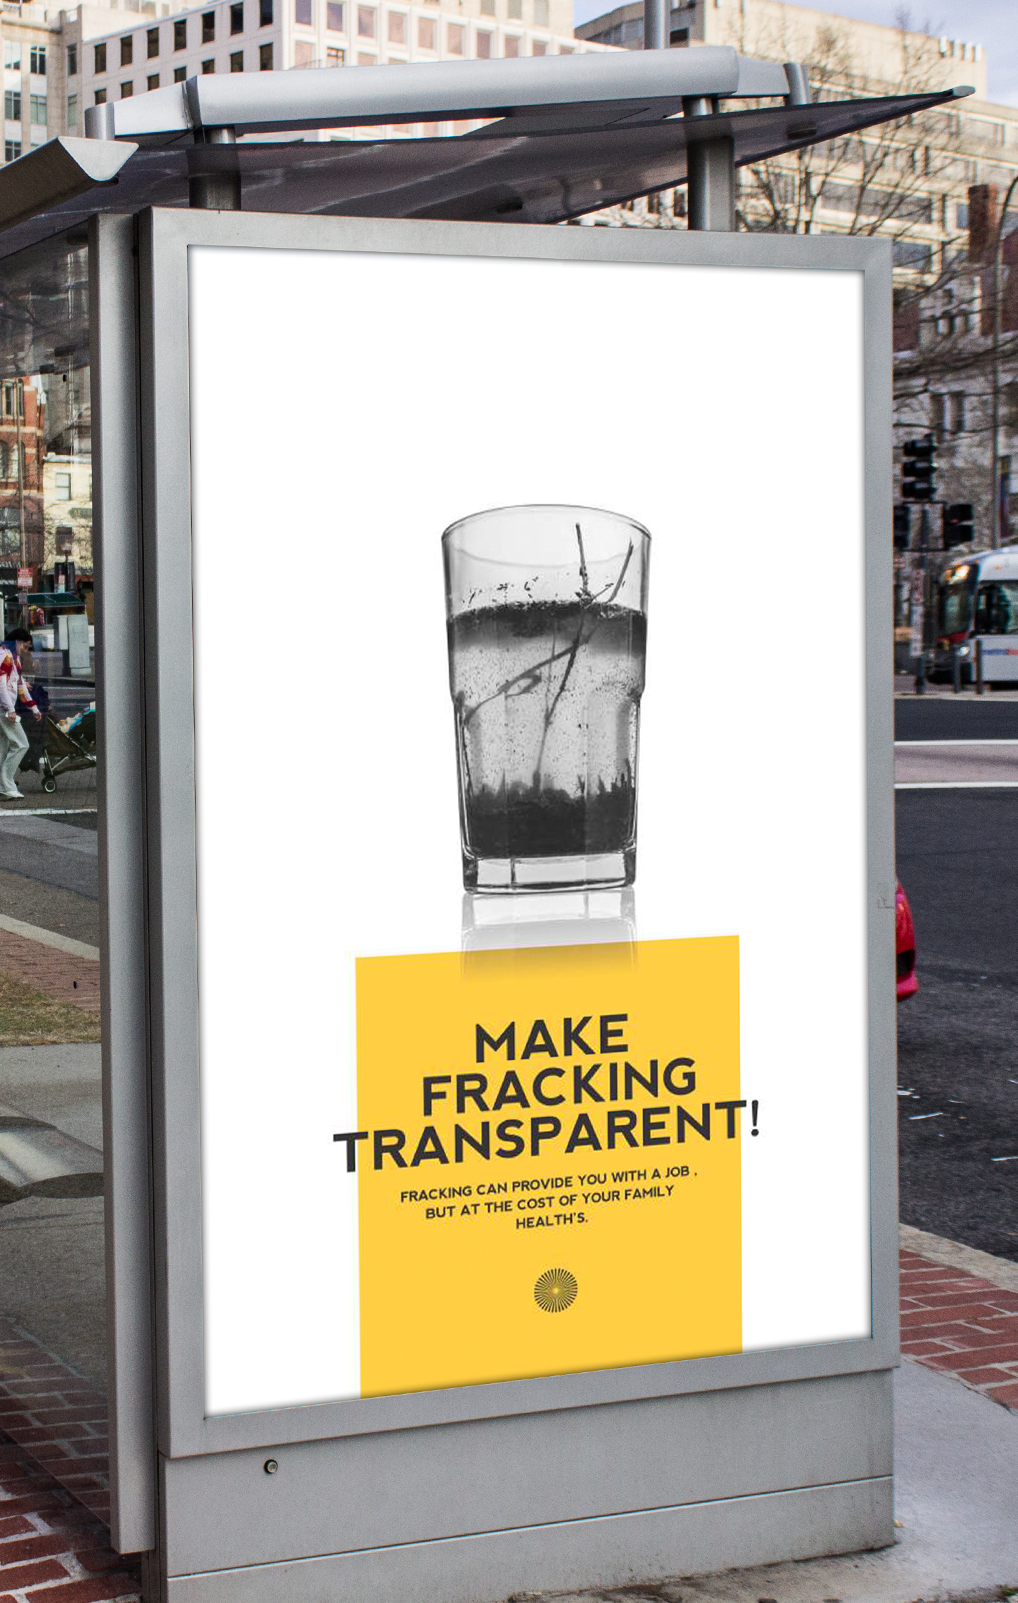 MAKE
FRACKING
TRANSPARENT!
FRACKING CAN PROVIDE YOU WITH A JOB ,
BUT AT THE COST OF YOUR FAMILY
HEALTH'S.